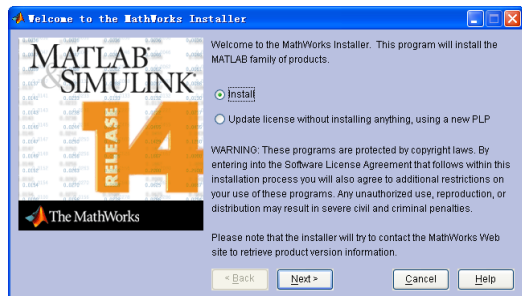 Welcome to the MathWorks Installer
MATLAB®
& SIMULINK®
RELEASE
14
The MathWorks
Welcome to the MathWorks Installer. This program will install the
MATLAB family of products.
Install
Update license without installing anything, using a new PLP
WARNING: These programs are protected by copyright laws. By
entering into the Software License Agreement that follows within this
installation process you will also agree to additional restrictions on
your use of these programs. Any unauthorized use, reproduction, or
distribution may result in severe civil and criminal penalties.
Please note that the installer will try to contact the MathWorks Web
site to retrieve product version information.
< Back
Next >
Cancel
Help